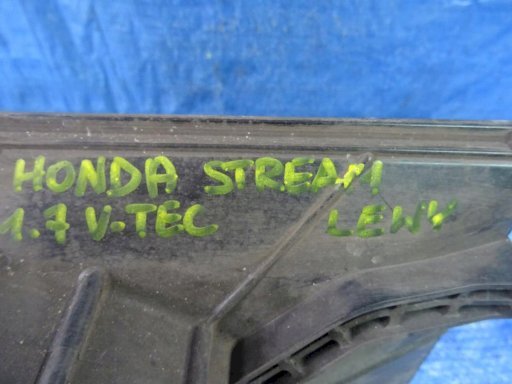 HONDA STREAM
1.7 V-TEC LEWY